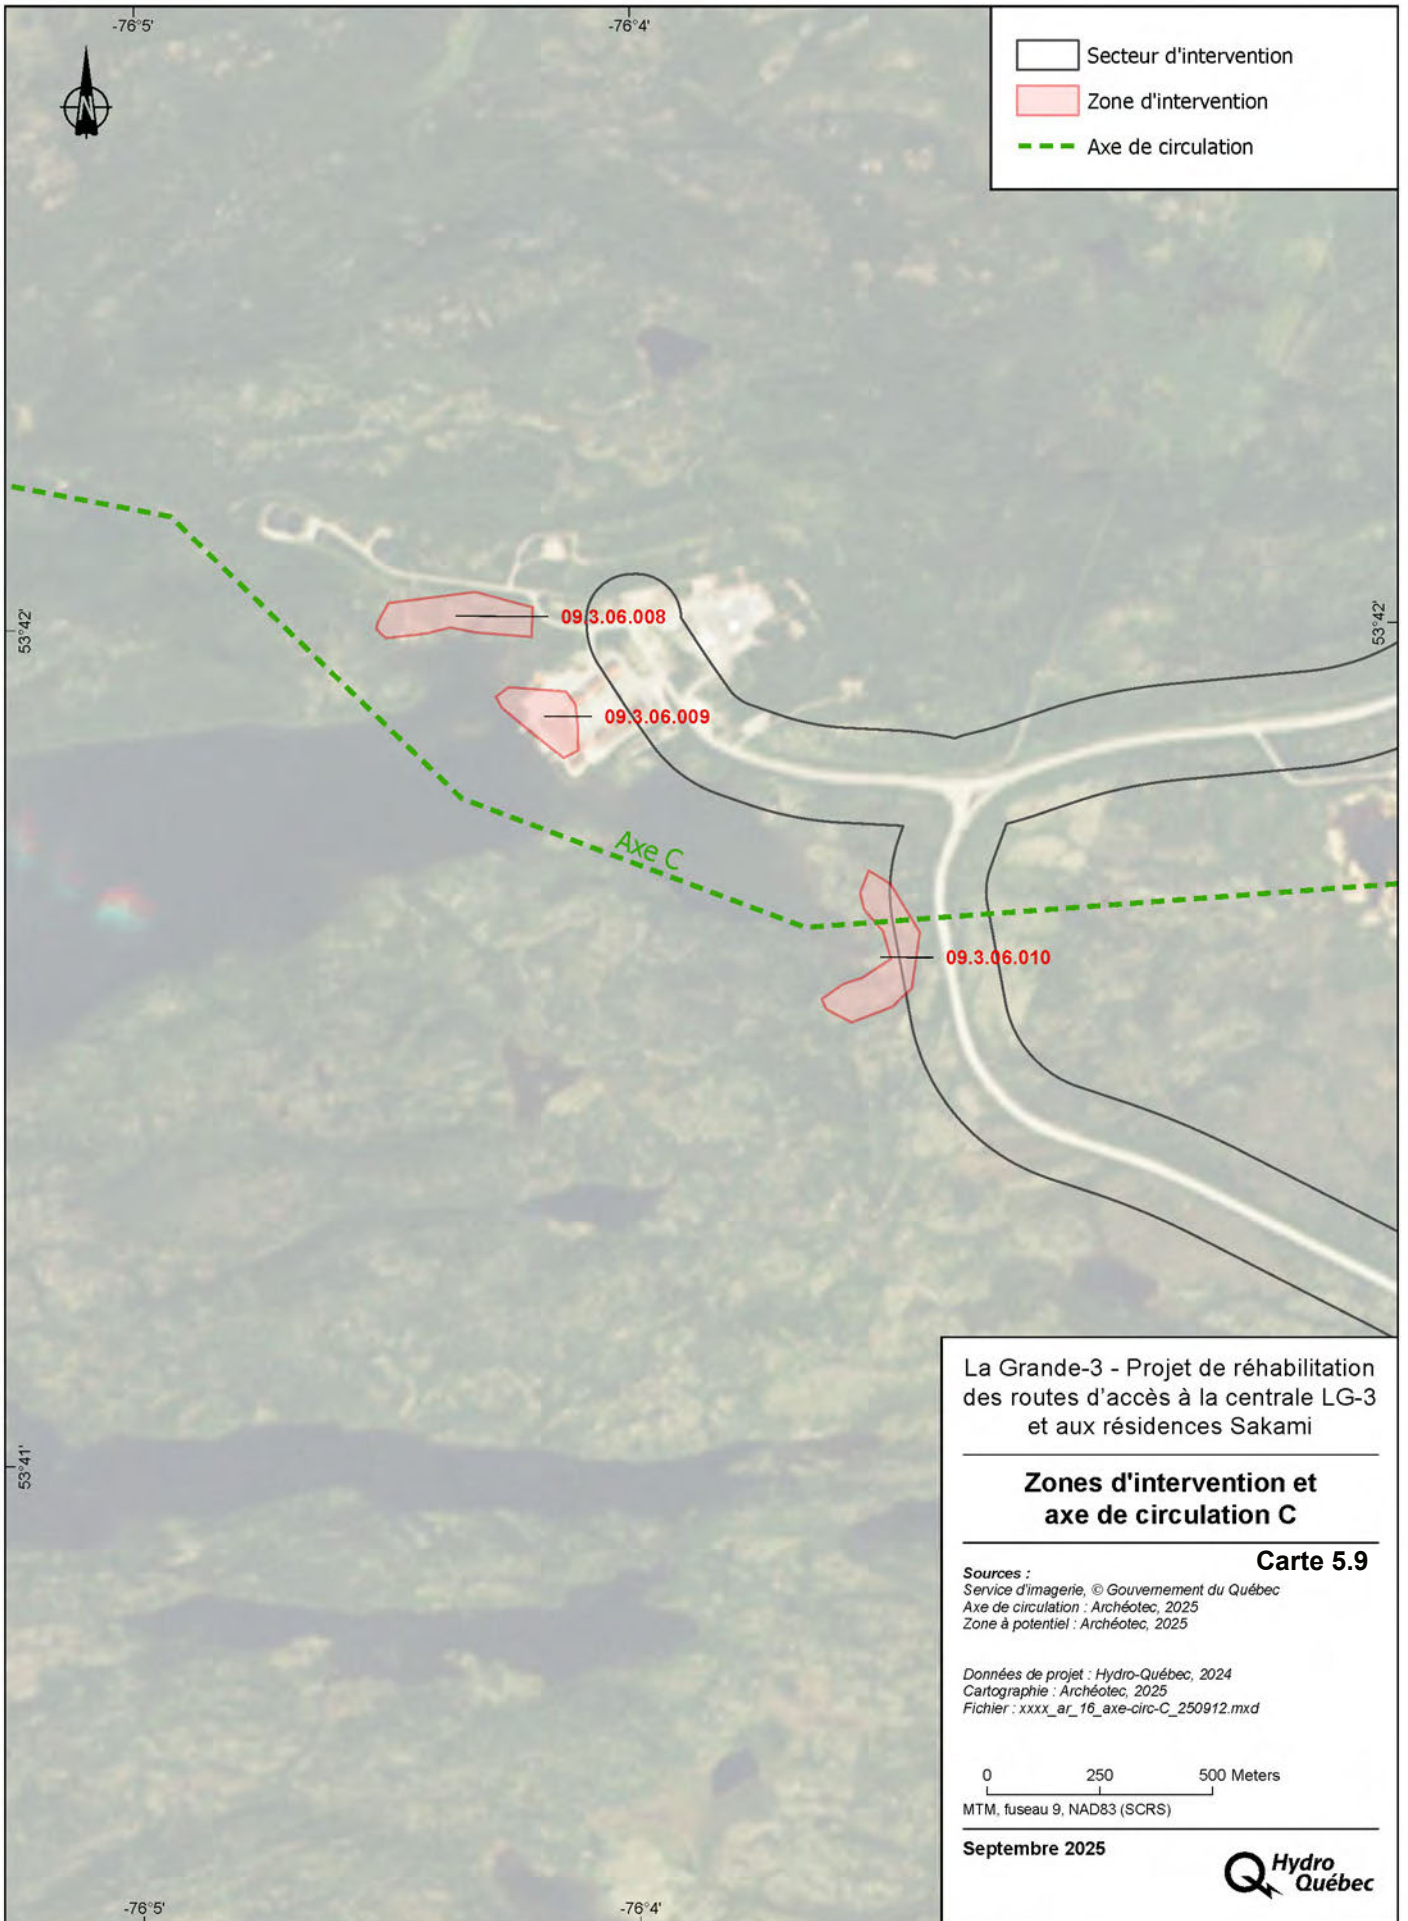 -76°5'
-76°4'
N
Secteur d'intervention
Zone d'intervention
Axe de circulation
53°42'
53°42'
09.3.06.008
09.3.06.009
Axe C
09.3.06.010
53°41'
La Grande-3 - Projet de réhabilitation
des routes d'accès à la centrale LG-3
et aux résidences Sakami
Zones d'intervention et
axe de circulation C
Carte 5.9
Sources :
Service d'imagerie, © Gouvernement du Québec
Axe de circulation : Archéotec, 2025
Zone à potentiel : Archéotec, 2025
Données de projet : Hydro-Québec, 2024
Cartographie : Archéotec, 2025
Fichier : xxxx_ar_16_axe-circ-C_250912.mxd
0 250 500 Meters
MTM, fuseau 9, NAD83 (SCRS)
Septembre 2025
Hydro
Québec
-76°5'
-76°4'